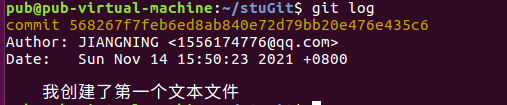 pub@pub-virtual-machine:~/stuGit$ git log
commit 568267f7feb6ed8ab840e72d79bb20e476e435c6
Author: JIANGNING <1556174776@qq.com>
Date:   Sun Nov 14 15:50:23 2021 +0800
    我创建了第一个文本文件